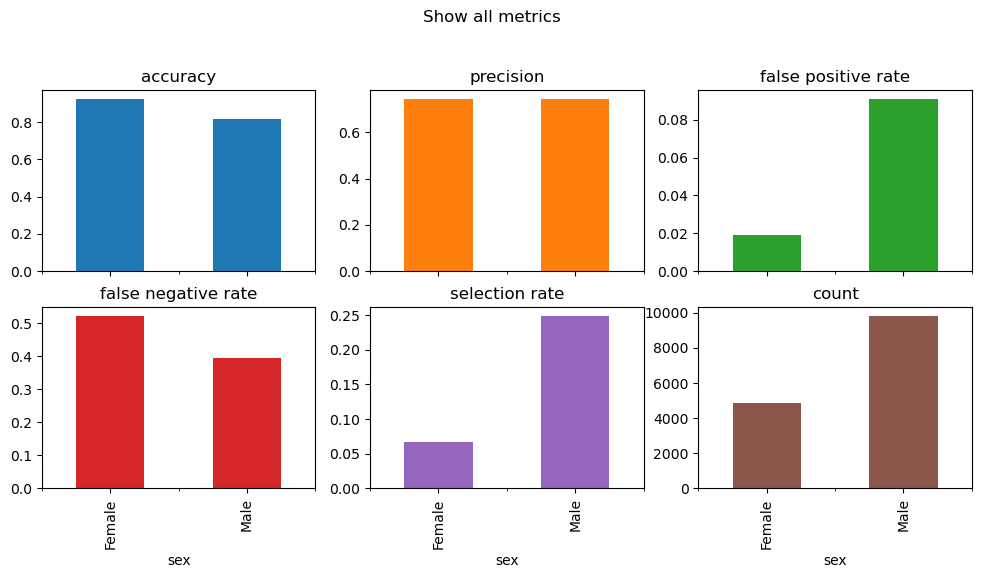 Show all metrics
accuracy
0.8
0.6
0.4
0.2
0.0
precision
0.6
0.4
0.2
0.0
false positive rate
0.08
0.06
0.04
0.02
0.00
false negative rate
0.5
0.4
0.3
0.2
0.1
0.0
Female
Male
sex
selection rate
0.25
0.20
0.15
0.10
0.05
0.00
Female
Male
sex
count
10000
8000
6000
4000
2000
0
Female
Male
sex